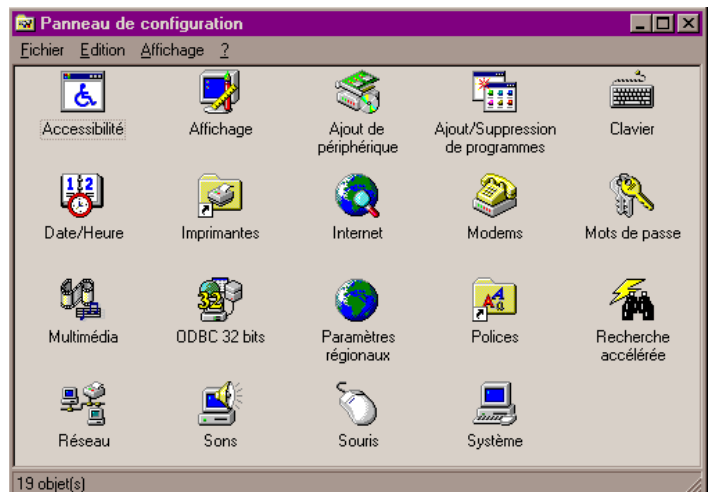 Panneau de configuration
Fichier Edition Affichage ?
Accessibilité Affichage Ajout de périphérique Ajout/Suppression de programmes Clavier
Date/Heure Imprimantes Internet Modems Mots de passe
Multimédia ODBC 32 bits Paramètres régionaux Polices Recherche accélérée
Réseau Sons Souris Système
19 objet(s)